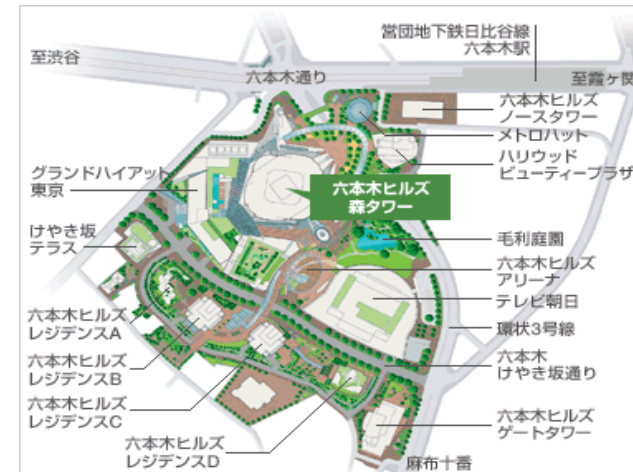 営団地下鉄日比谷線
六本木駅
至渋谷
六本木通り
至霞ヶ関
六本木ヒルズ
ノースタワー
メトロハット
ハリウッド
ビューティープラザ
グランドハイアット
東京
六本木ヒルズ
森タワー
けやき坂
テラス
毛利庭園
六本木ヒルズ
アリーナ
テレビ朝日
環状3号線
六本木ヒルズ
レジデンスA
六本木ヒルズ
レジデンスB
六本木
けやき坂通り
六本木ヒルズ
レジデンスC
六本木ヒルズ
ゲートタワー
六本木ヒルズ
レジデンスD
麻布十番